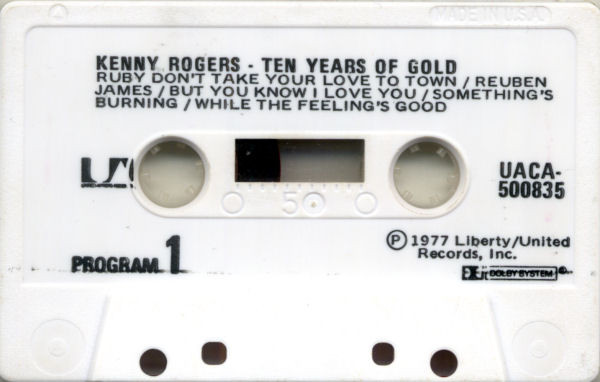 MADE IN U.S.A.
KENNY ROGERS - TEN YEARS OF GOLD
RUBY DON'T TAKE YOUR LOVE TO TOWN / REUBEN
JAMES / BUT YOU KNOW I LOVE YOU / SOMETHING'S
BURNING / WHILE THE FEELING'S GOOD
UACA-
500835
50
PROGRAM 1
Ⓟ 1977 Liberty/United
Records, Inc.
DOLBY SYSTEM